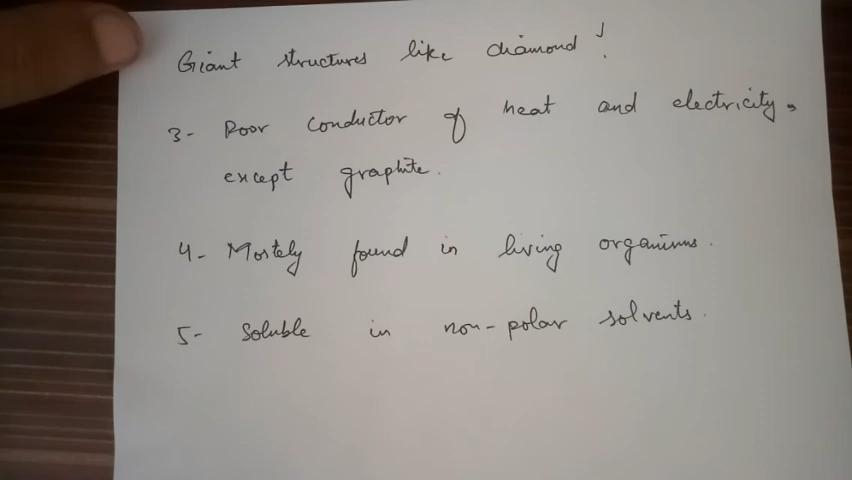 Giant structures like diamond!
3- Poor conductor of heat and electricity,
except graphite.
4- Mostely found in living organisms.
5- Soluble in non-polar solvents.